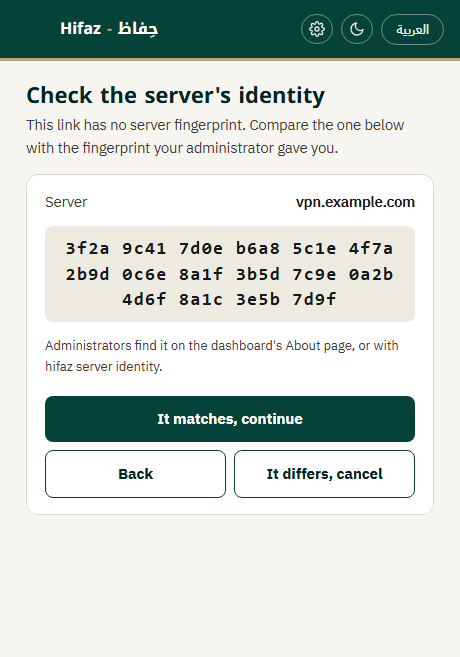 Hifaz - حِفاظ
العربية
Check the server's identity
This link has no server fingerprint. Compare the one below
with the fingerprint your administrator gave you.
Server vpn.example.com
3f2a 9c41 7d0e b6a8 5c1e 4f7a
2b9d 0c6e 8a1f 3b5d 7c9e 0a2b
4d6f 8a1c 3e5b 7d9f
Administrators find it on the dashboard's About page, or with
hifaz server identity.
It matches, continue
Back
It differs, cancel